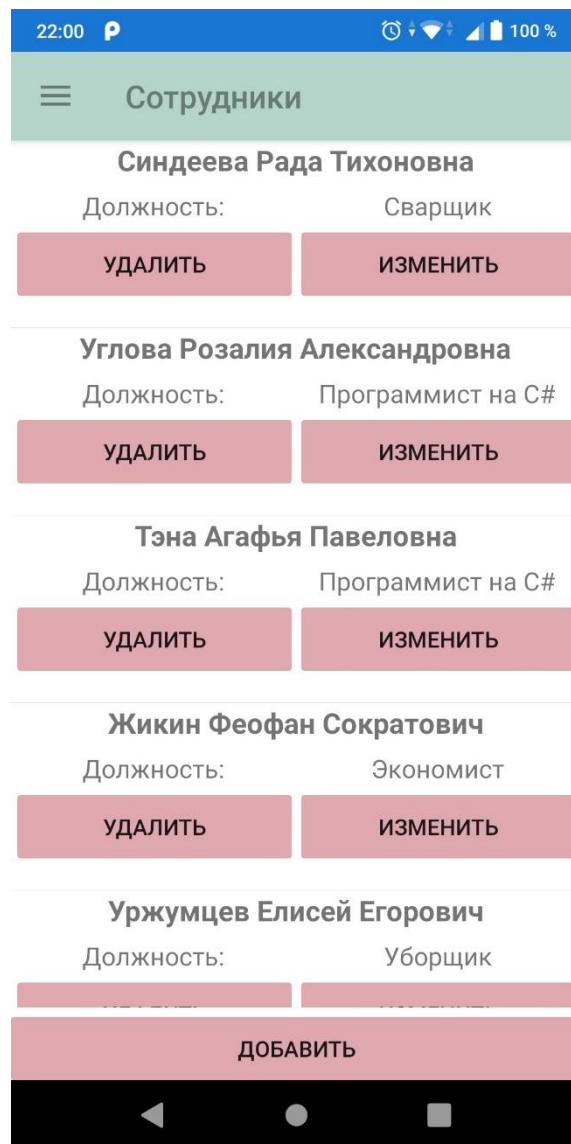 22:00 100 %
Сотрудники
Синдеева Рада Тихоновна
Должность: Сварщик
УДАЛИТЬ ИЗМЕНИТЬ
Углова Розалия Александровна
Должность: Программист на C#
УДАЛИТЬ ИЗМЕНИТЬ
Тэна Агафья Павеловна
Должность: Программист на C#
УДАЛИТЬ ИЗМЕНИТЬ
Жикин Феофан Сократович
Должность: Экономист
УДАЛИТЬ ИЗМЕНИТЬ
Уржумцев Елисей Егорович
Должность: Уборщик
ДОБАВИТЬ